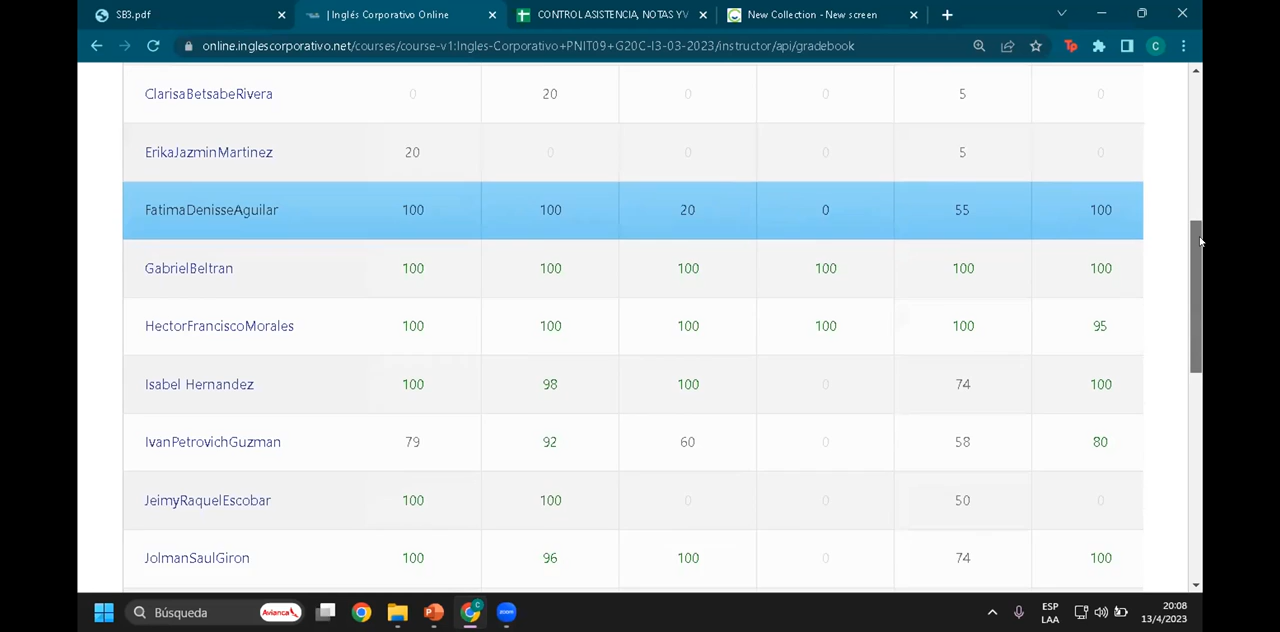 SB3.pdf
| Inglés Corporativo Online
CONTROL ASISTENCIA, NOTAS Y V
New Collection - New screen
online.inglescorporativo.net/courses/course-v1:Ingles-Corporativo+PNIT09+G20C-I3-03-2023/instructor/api/gradebook
ClarisaBetsabeRivera 0 20 0 0 5 0
ErikaJazminMartinez 20 0 0 0 5 0
FatimaDenisseAguilar 100 100 20 0 55 100
GabrielBeltran 100 100 100 100 100 100
HectorFranciscoMorales 100 100 100 100 100 95
Isabel Hernandez 100 98 100 0 74 100
IvanPetrovichGuzman 79 92 60 0 58 80
JeimyRaquelEscobar 100 100 0 0 50 0
JolmanSaulGiron 100 96 100 0 74 100
Búsqueda
Avianca
zoom
ESP
LAA
20:08
13/4/2023